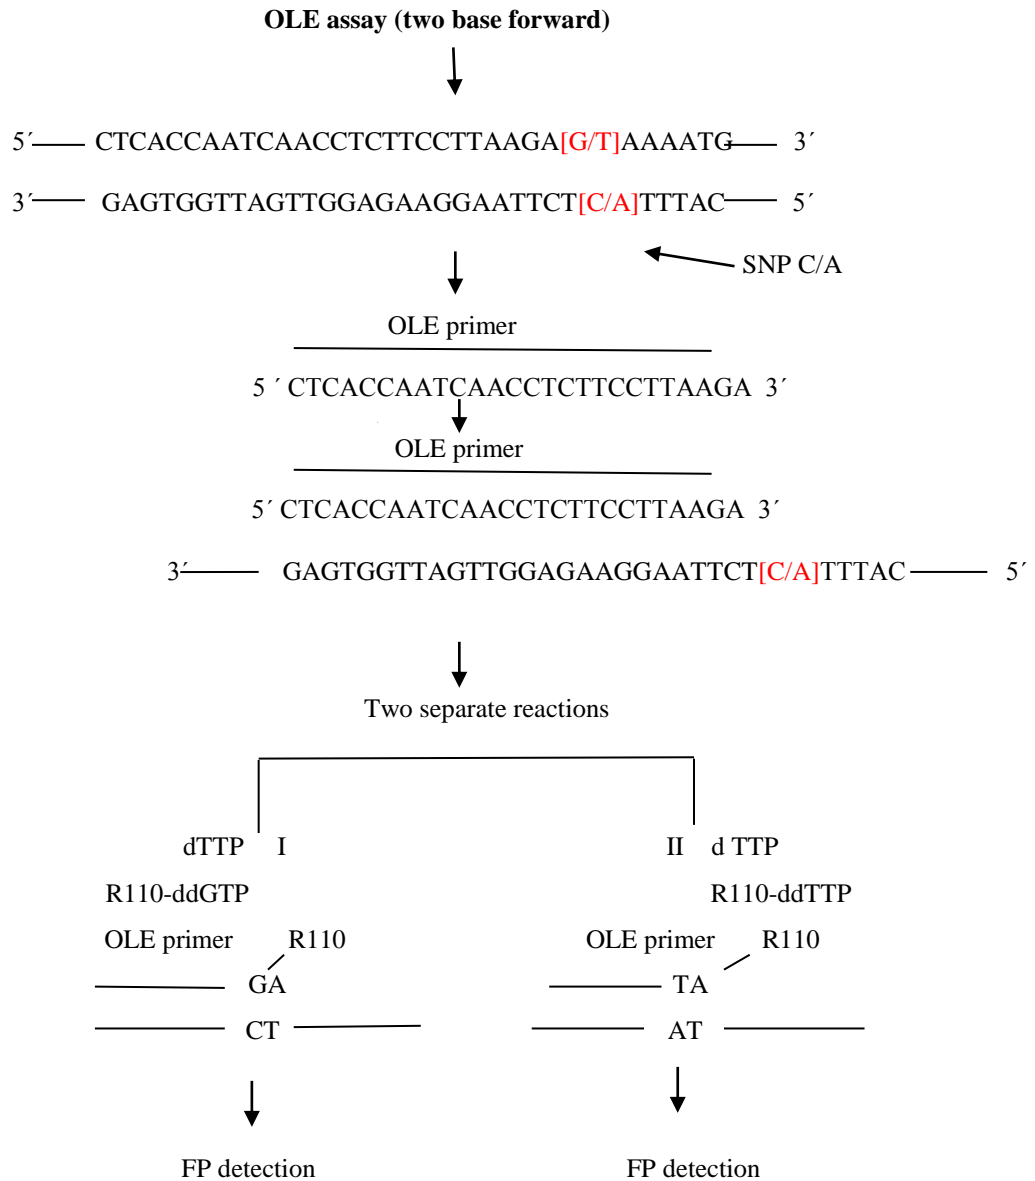 OLE assay (two base forward)
5´ CTCACCAATCAACCTCTTCCTTAAGA[G/T]AAAATG 3´
3´ GAGTGGTTAGTTGGAGAAGGAATTCT[C/A]TTTAC 5´
SNP C/A
OLE primer
5 ´ CTCACCAATCAACCTCTTCCTTAAGA 3´
OLE primer
5´ CTCACCAATCAACCTCTTCCTTAAGA 3´
3´ GAGTGGTTAGTTGGAGAAGGAATTCT[C/A]TTTAC 5´
Two separate reactions
dTTP I II d TTP
R110-ddGTP R110-ddTTP
OLE primer R110 OLE primer R110
GA TA
CT AT
FP detection FP detection